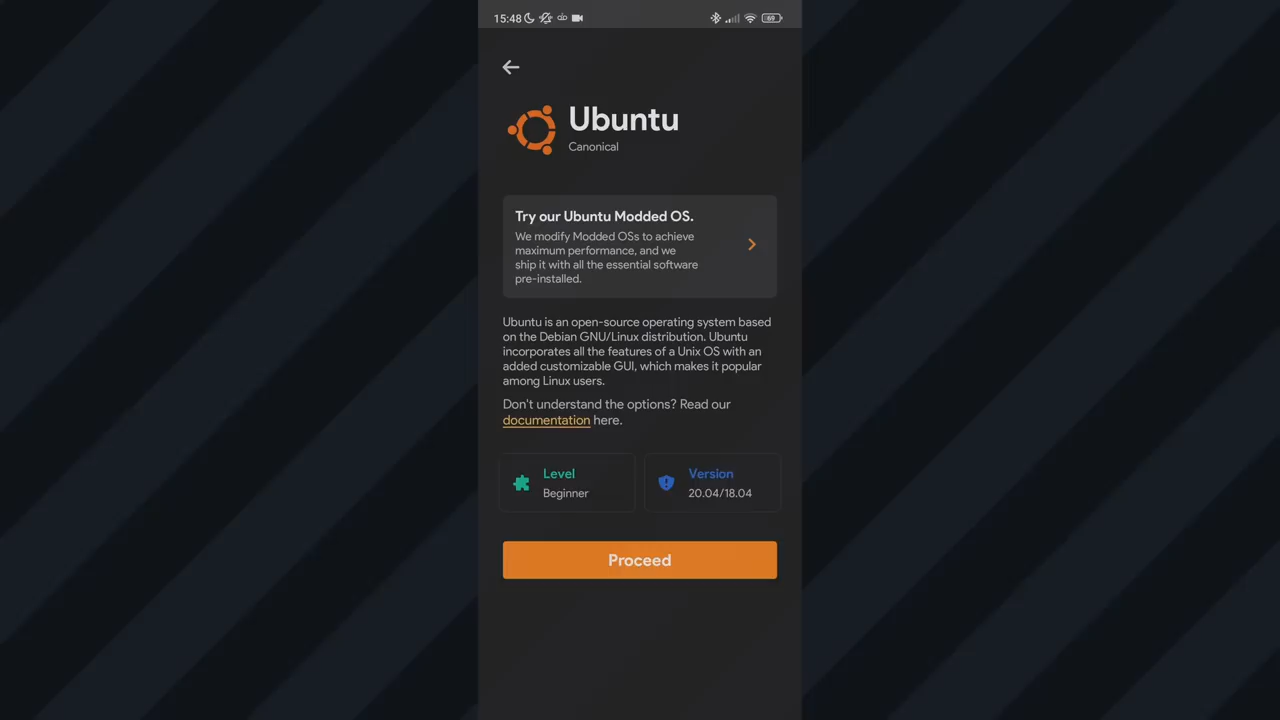 15:48
69
Ubuntu
Canonical
Try our Ubuntu Modded OS.
We modify Modded OSs to achieve
maximum performance, and we
ship it with all the essential software
pre-installed.
Ubuntu is an open-source operating system based
on the Debian GNU/Linux distribution. Ubuntu
incorporates all the features of a Unix OS with an
added customizable GUI, which makes it popular
among Linux users.
Don't understand the options? Read our
documentation here.
Level
Beginner
Version
20.04/18.04
Proceed